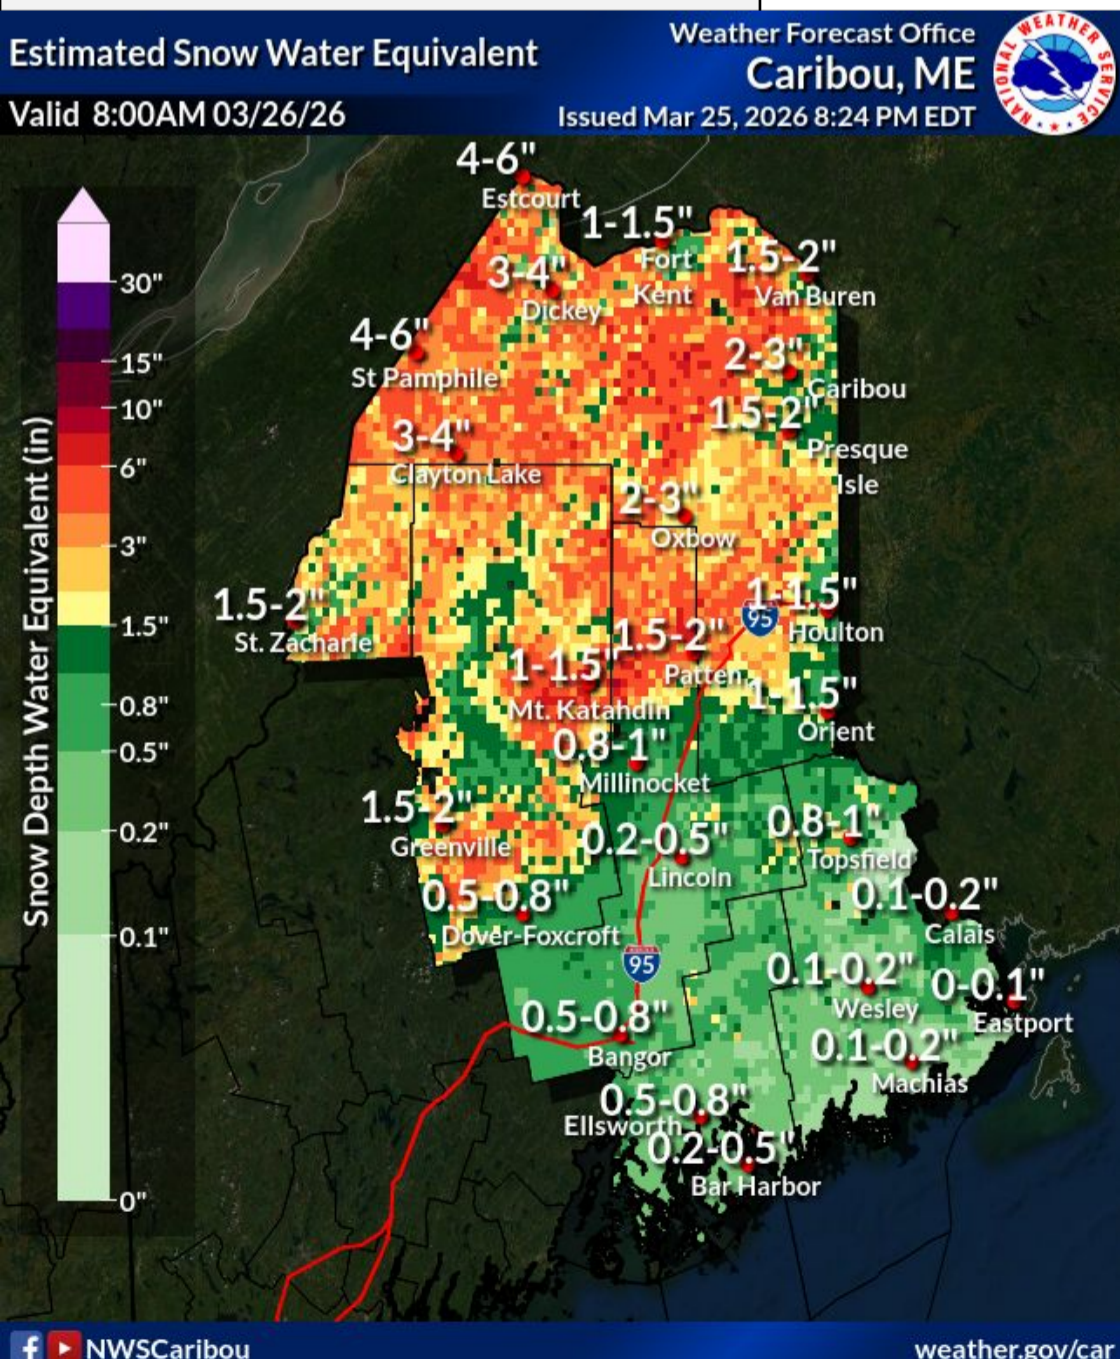 Estimated Snow Water Equivalent
Valid 8:00AM 03/26/26
Weather Forecast Office
Caribou, ME
Issued Mar 25, 2026 8:24 PM EDT
NATIONAL WEATHER SERVICE
Snow Depth Water Equivalent (in)
30"
15"
10"
6"
3"
1.5"
0.8"
0.5"
0.2"
0.1"
0"
4-6"
Estcourt
1-1.5"
Fort
Kent
1.5-2"
Van Buren
3-4"
Dickey
4-6"
St Pamphile
2-3"
Caribou
1.5-2"
Presque
Isle
3-4"
Clayton Lake
2-3"
Oxbow
1.5-2"
St. Zacharie
1-1.5"
Houlton
95
1.5-2"
Patten
1-1.5"
Mt. Katahdin
1-1.5"
Orient
0.8-1"
Millinocket
1.5-2"
Greenville
0.2-0.5"
Lincoln
0.8-1"
Topsfield
0.5-0.8"
Dover-Foxcroft
0.1-0.2"
Calais
95
0.1-0.2"
Wesley
0-0.1"
Eastport
0.5-0.8"
Bangor
0.1-0.2"
Machias
0.5-0.8"
Ellsworth
0.2-0.5"
Bar Harbor
NWSCaribou
weather.gov/car